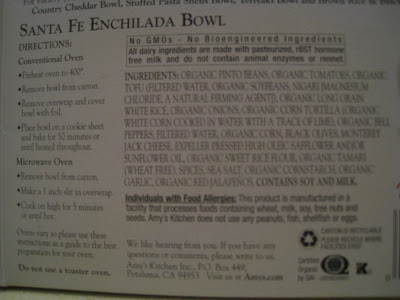 Country Cheddar Bowl, Stuffed Pasta Shells Bowl, Teriyaki Bowl and Brown Rice &
SANTA FE ENCHILADA BOWL
DIRECTIONS:
Conventional Oven
• Preheat oven to 400°.
• Remove bowl from carton.
• Remove overwrap and cover
bowl with foil.
• Place bowl on a cookie sheet
and bake for 50 minutes or
until heated throughout.
Microwave Oven
• Remove bowl from carton.
• Make a 1 inch slit in overwrap
• Cook on high for 5 minutes
or until hot.
Ovens vary so please use these
instructions as a guide to the best
preparation for your oven.
Do not use a toaster oven.
No GMOs - No Bioengineered Ingredients
All dairy ingredients are made with pasteurized, rBST hormone
free milk and do not contain animal enzymes or rennet.
INGREDIENTS: ORGANIC PINTO BEANS, ORGANIC TOMATOES, ORGANIC
TOFU (FILTERED WATER, ORGANIC SOYBEANS, NIGARI (MAGNESIUM
CHLORIDE, A NATURAL FIRMING AGENT)), ORGANIC LONG GRAIN
WHITE RICE, ORGANIC ONIONS, ORGANIC CORN TORTILLA (ORGANIC
WHITE CORN COOKED IN WATER WITH A TRACE OF LIME), ORGANIC BELL
PEPPERS, FILTERED WATER, ORGANIC CORN, BLACK OLIVES, MONTEREY
JACK CHEESE, EXPELLER PRESSED HIGH OLEIC SAFFLOWER AND/OR
SUNFLOWER OIL, ORGANIC SWEET RICE FLOUR, ORGANIC TAMARI
(WHEAT FREE), SPICES, SEA SALT, ORGANIC CORNSTARCH, ORGANIC
GARLIC, ORGANIC RED JALAPENOS. CONTAINS SOY AND MILK.
Individuals with Food Allergies: This product is manufactured in a
facility that processes foods containing wheat, milk, soy, tree nuts and
seeds. Amy's Kitchen does not use any peanuts, fish, shellfish or eggs.
We like hearing from you. If you have any
questions or comments, please write to us.
Amy's Kitchen Inc., P.O. Box 449,
Petaluma, CA 94953 Visit us at Amys.com
CARTON IS RECYCLABLE
PLEASE RECYCLE WHERE
FACILITIES EXIST
Certified
Organic
by QAI
K